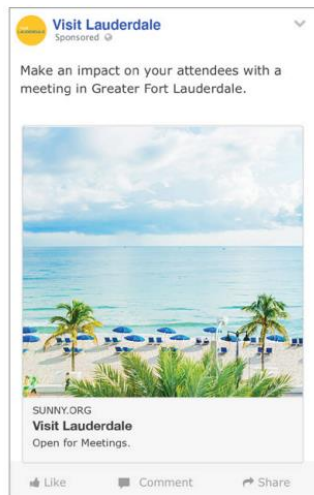 Visit Lauderdale
Sponsored
Make an impact on your attendees with a
meeting in Greater Fort Lauderdale.
SUNNY.ORG
Visit Lauderdale
Open for Meetings.
Like Comment Share